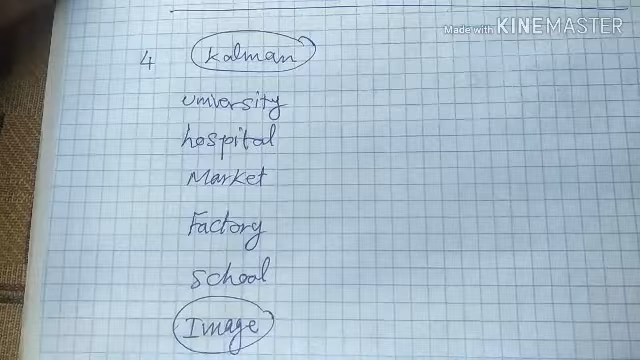 Made with KINEMASTER
4 Kalman
University
hospital
Market
Factory
School
Image